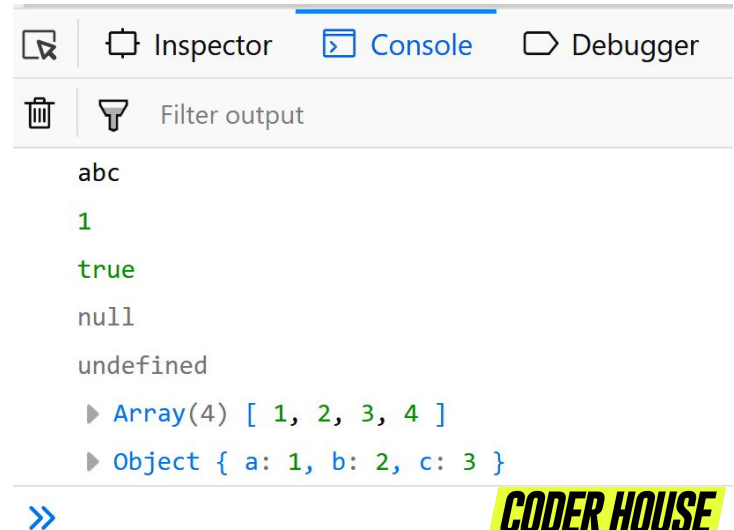 Inspector Console Debugger
Filter output
abc
1
true
null
undefined
Array(4) [ 1, 2, 3, 4 ]
Object { a: 1, b: 2, c: 3 }
CODER HOUSE